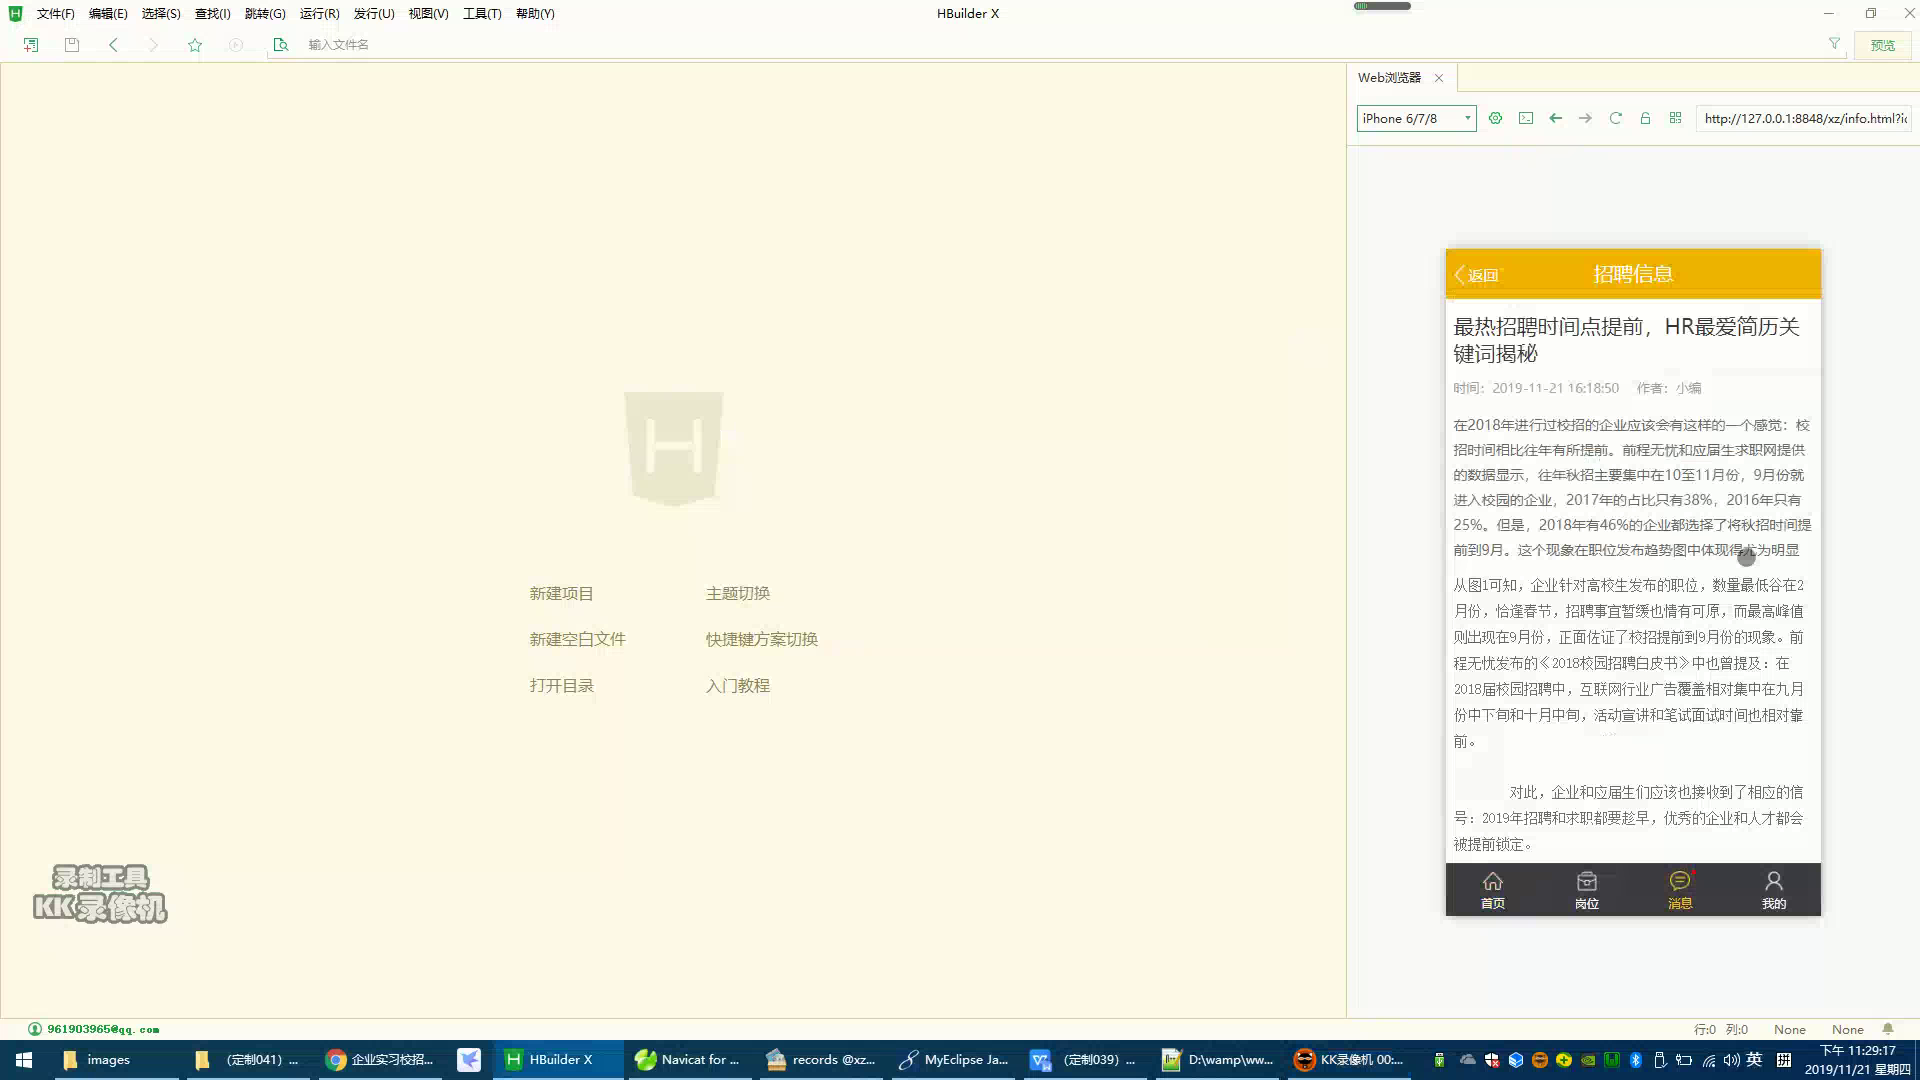 文件(F) 编辑(E) 选择(S) 查找(I) 跳转(G) 运行(R) 发行(U) 视图(V) 工具(T) 帮助(Y)
HBuilder X
输入文件名
预览
Web浏览器
iPhone 6/7/8
http://127.0.0.1:8848/xz/info.html?ic
返回
招聘信息
最热招聘时间点提前，HR最爱简历关
键词揭秘
时间：2019-11-21 16:18:50 作者：小编
在2018年进行过校招的企业应该会有这样的一个感觉：校
招时间相比往年有所提前。前程无忧和应届生求职网提供
的数据显示，往年秋招主要集中在10至11月份，9月份就
进入校园的企业，2017年的占比只有38%，2016年只有
25%。但是，2018年有46%的企业都选择了将秋招时间提
前到9月。这个现象在职位发布趋势图中体现得尤为明显
从图1可知，企业针对高校生发布的职位，数量最低谷在2
月份，恰逢春节，招聘事宜暂缓也情有可原，而最高峰值
则出现在9月份，正面佐证了校招提前到9月份的现象。前
程无忧发布的《2018校园招聘白皮书》中也曾提及：在
2018届校园招聘中，互联网行业广告覆盖相对集中在九月
份中下旬和十月中旬，活动宣讲和笔试面试时间也相对靠
前。
对此，企业和应届生们应该也接收到了相应的信
号：2019年招聘和求职都要趁早，优秀的企业和人才都会
被提前锁定。
首页 岗位 消息 我的
新建项目 主题切换
新建空白文件 快捷键方案切换
打开目录 入门教程
录制工具
KK录像机
961903965@qq.com
行:0 列:0 None None
images
(定制041) ...
企业实习校招...
HBuilder X
Navicat for ...
records @xz...
MyEclipse Ja...
(定制039) ...
D:\wamp\ww...
KK录像机 00:...
英
拼
下午 11:29:17
2019/11/21 星期四